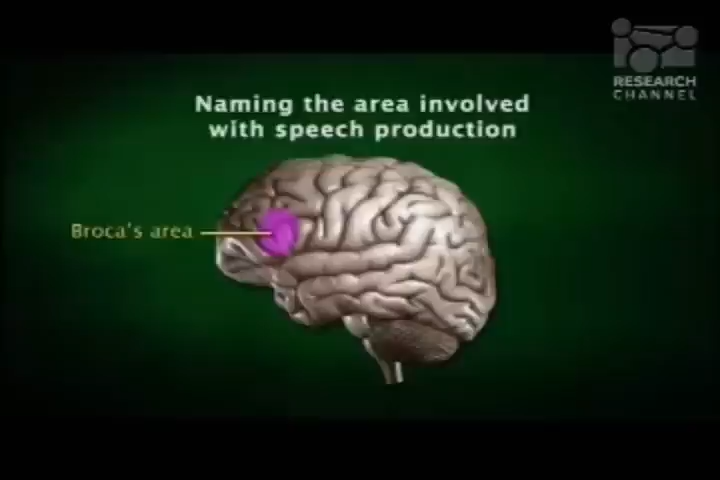 RESEARCH
CHANNEL
Naming the area involved
with speech production
Broca's area